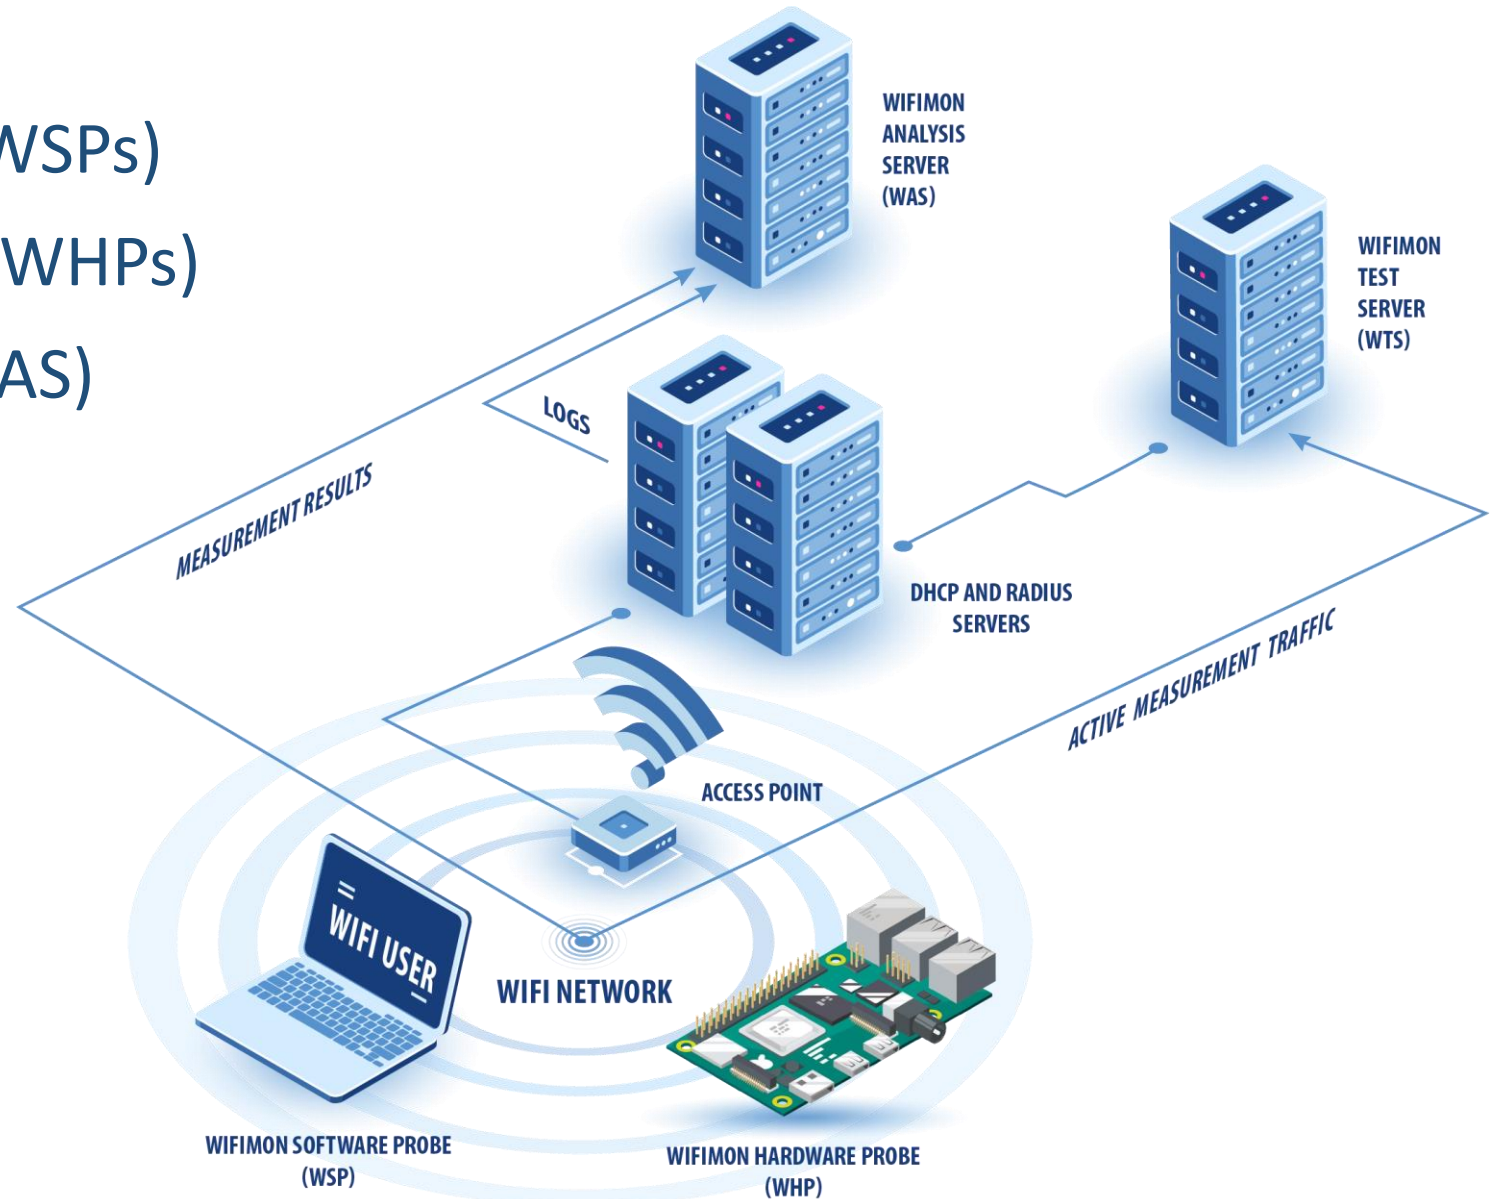 WSPs)
WHPs)
AS)
WIFIMON
ANALYSIS
SERVER
(WAS)
WIFIMON
TEST
SERVER
(WTS)
LOGS
MEASUREMENT RESULTS
DHCP AND RADIUS
SERVERS
ACTIVE MEASUREMENT TRAFFIC
ACCESS POINT
WIFI USER
WIFI NETWORK
WIFIMON SOFTWARE PROBE
(WSP)
WIFIMON HARDWARE PROBE
(WHP)